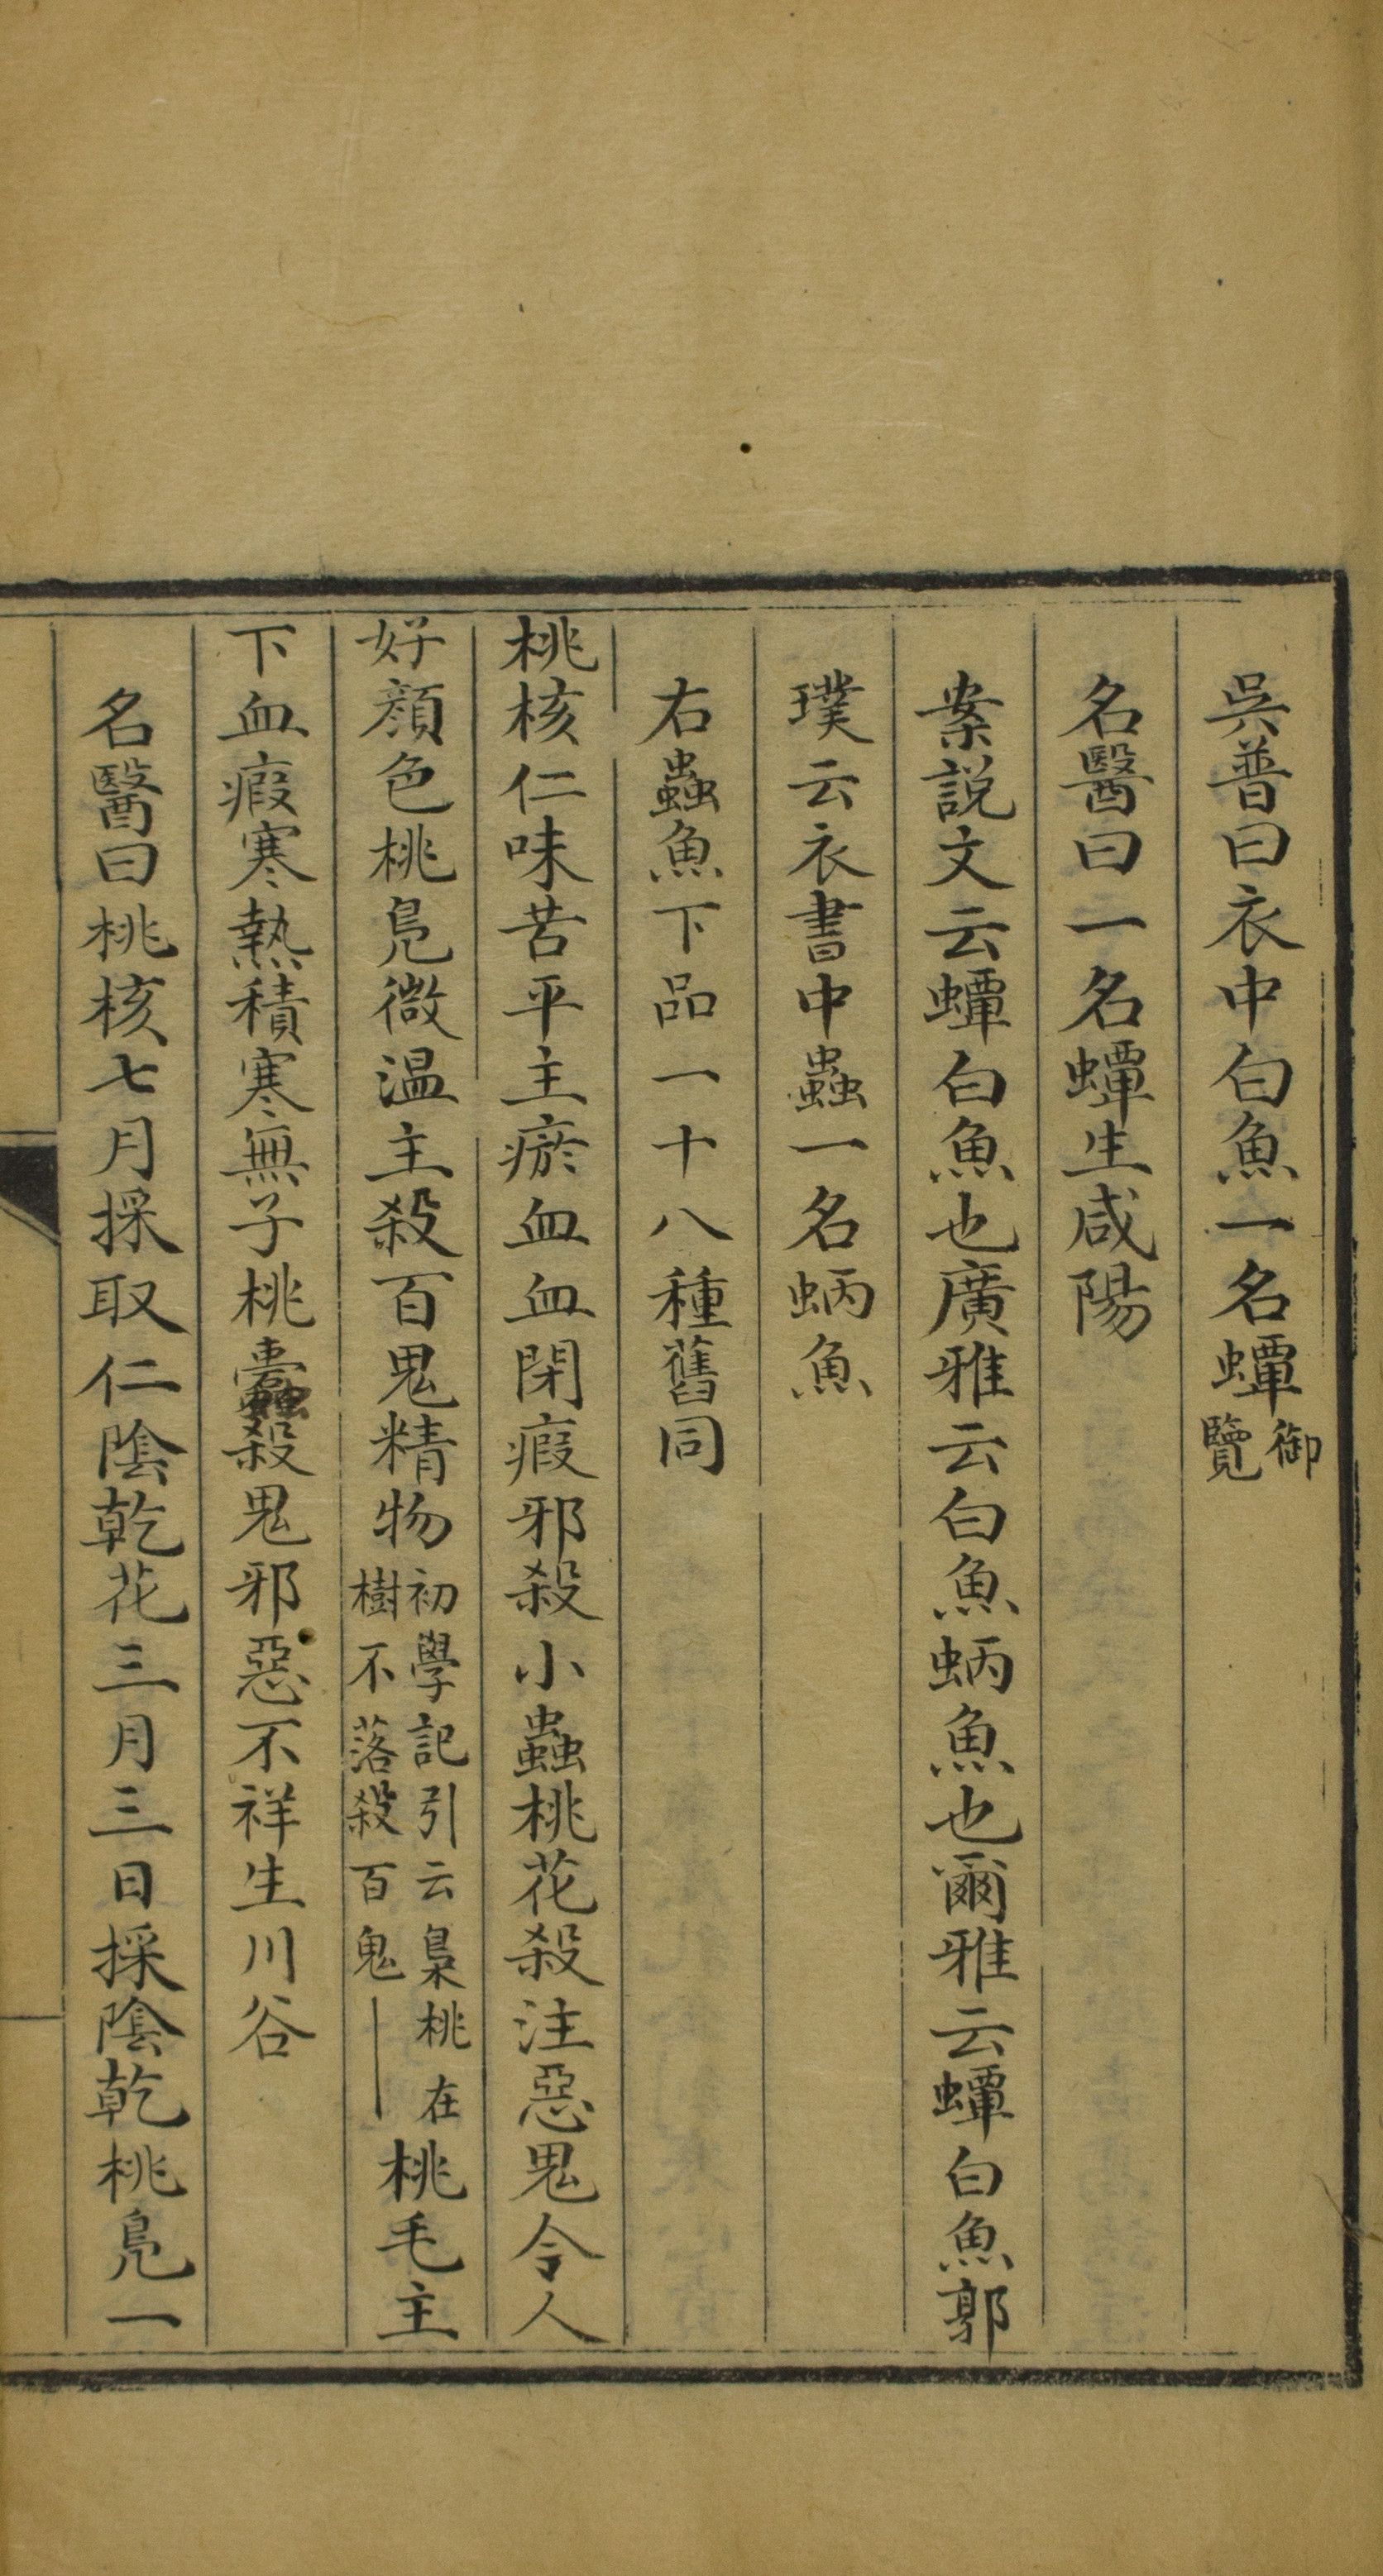 吳普曰衣中白魚一名蟫御覽
名醫曰一名蟫生咸陽
案説文云蟫白魚也廣雅云白魚蛃魚也爾雅云蟫白魚郭
璞云衣書中蟲一名蛃魚
右蟲魚下品一十八種舊同
桃核仁味苦平主瘀血血閉瘕邪殺小蟲桃花殺注惡鬼令人
好顏色桃鳧微温主殺百鬼精物初學記引云梟桃在樹不落殺百鬼桃毛主
下血瘕寒熱積寒無子桃蠹殺鬼邪惡不祥生川谷
名醫曰桃核七月採取仁陰乾花三月三日採陰乾桃鳧一